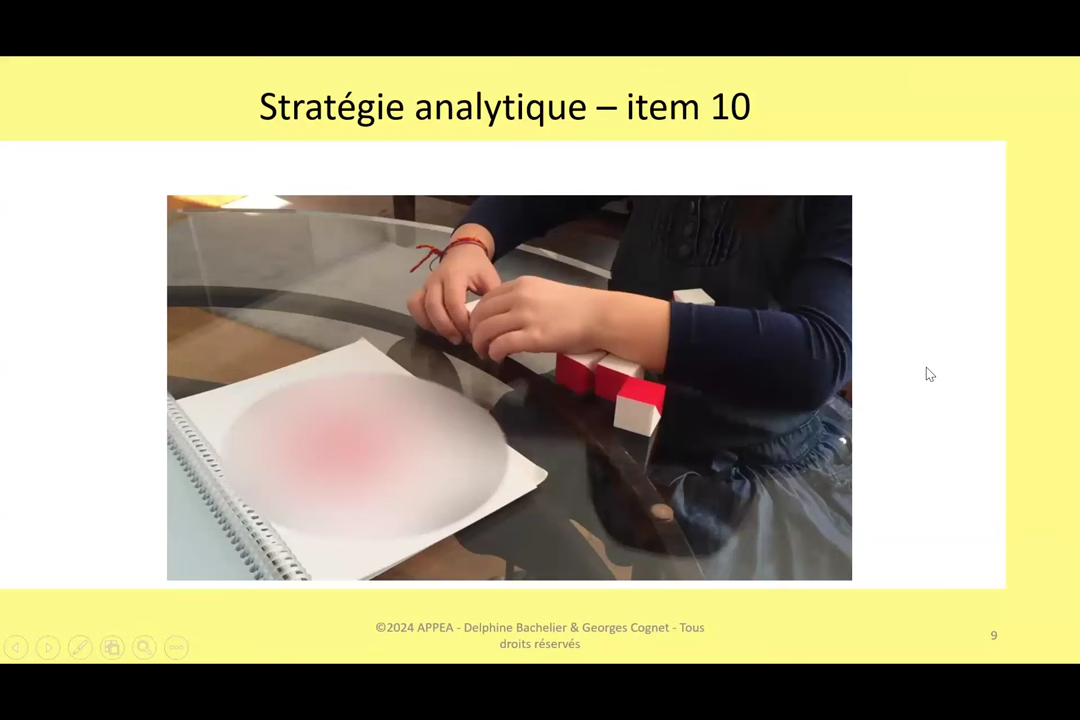 Stratégie analytique – item 10
©2024 APPEA - Delphine Bachelier & Georges Cognet - Tous
droits réservés
9